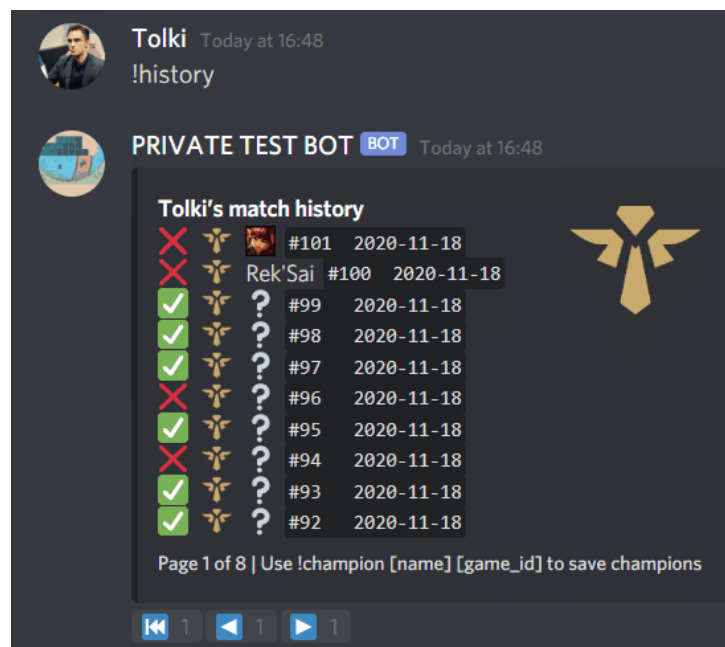 Tolki Today at 16:48
!history
PRIVATE TEST BOT BOT Today at 16:48
Tolki's match history
#101 2020-11-18
Rek'Sai #100 2020-11-18
? #99 2020-11-18
? #98 2020-11-18
? #97 2020-11-18
? #96 2020-11-18
? #95 2020-11-18
? #94 2020-11-18
? #93 2020-11-18
? #92 2020-11-18
Page 1 of 8 | Use !champion [name] [game_id] to save champions
1 1 1